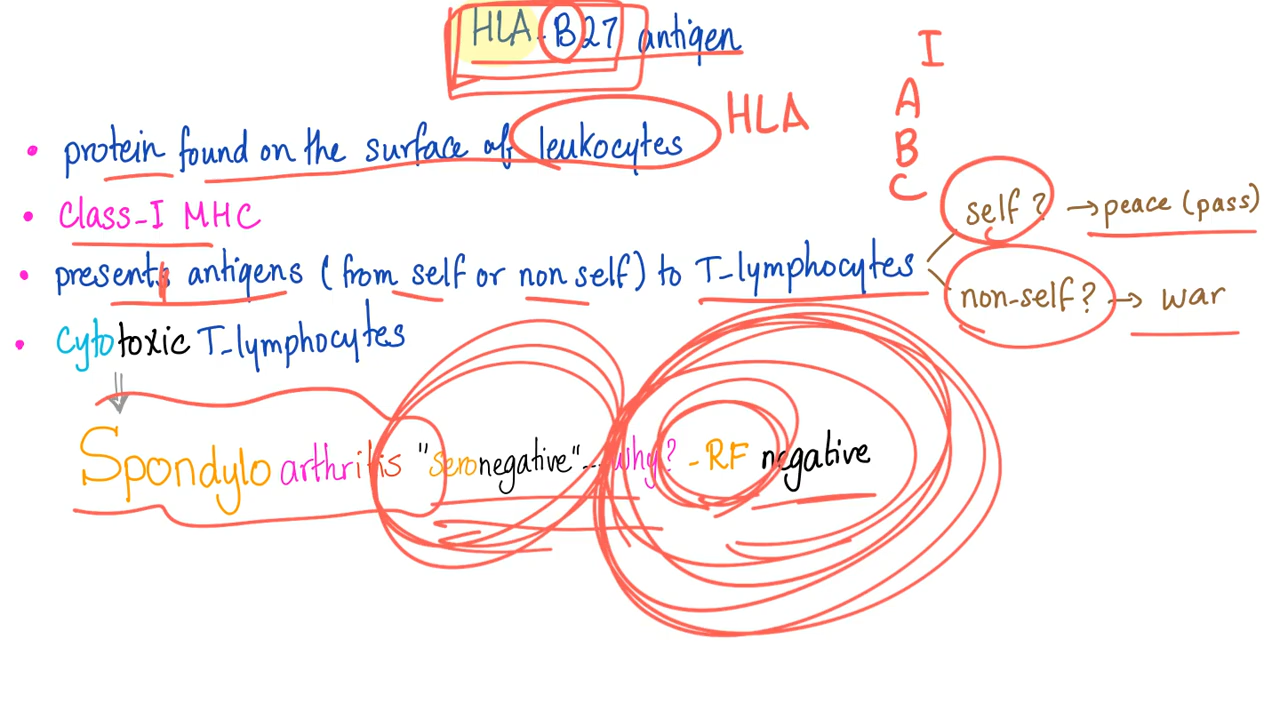 HLA-B27 antigen
I
A
B
C
HLA
• protein found on the surface of leukocytes
• Class-I MHC
self? → peace (pass)
• presents antigens (from self or non self) to T-lymphocytes
non-self? → war
• Cytotoxic T-lymphocytes
Spondyloarthritis "seronegative"-- why? -RF negative